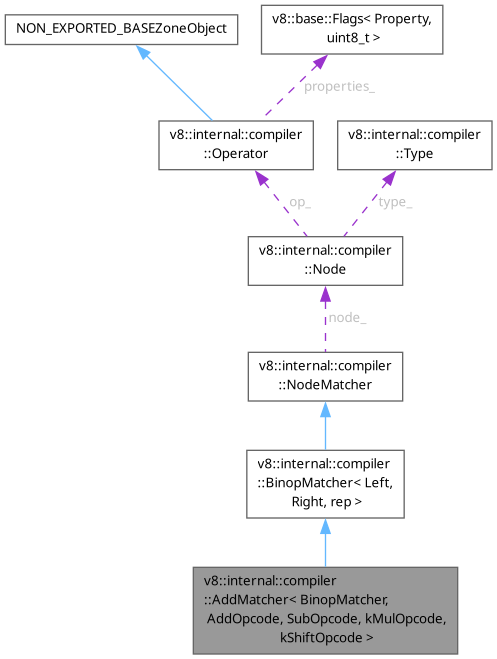 NON_EXPORTED_BASEZoneObject
v8::base::Flags< Property,
uint8_t >
properties_
v8::internal::compiler
::Operator
v8::internal::compiler
::Type
op_
type_
v8::internal::compiler
::Node
node_
v8::internal::compiler
::NodeMatcher
v8::internal::compiler
::BinopMatcher< Left,
Right, rep >
v8::internal::compiler
::AddMatcher< BinopMatcher,
AddOpcode, SubOpcode, kMulOpcode,
kShiftOpcode >